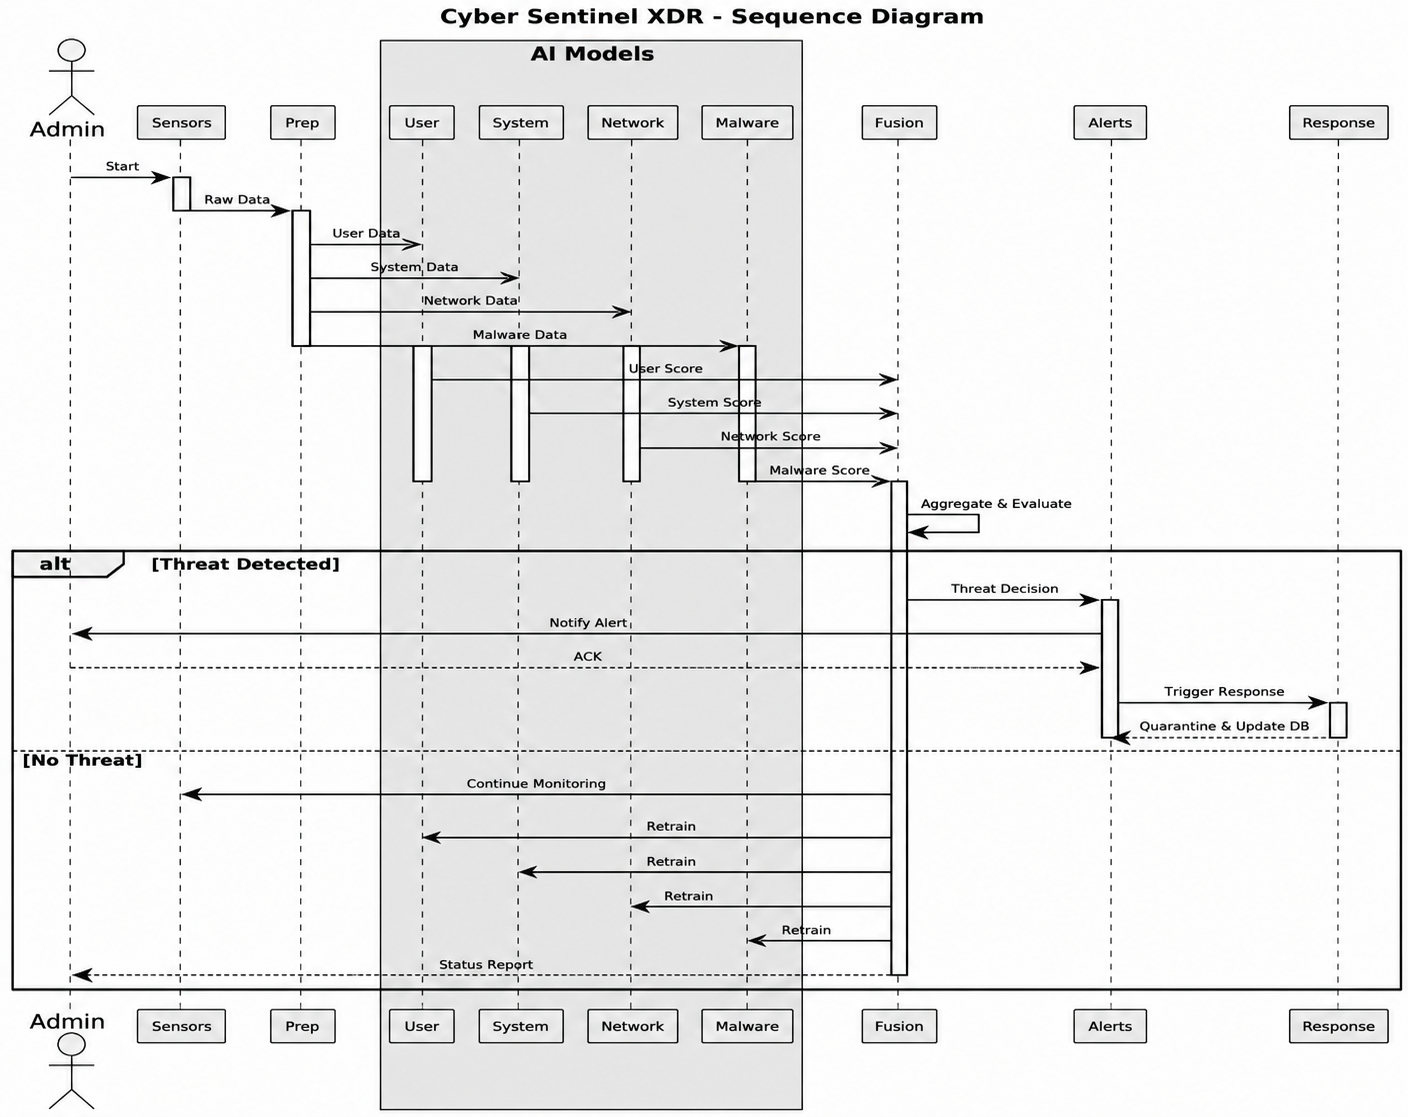 Cyber Sentinel XDR - Sequence Diagram
AI Models
Admin
Sensors
Prep
User
System
Network
Malware
Fusion
Alerts
Response
Start
Raw Data
User Data
System Data
Network Data
Malware Data
User Score
System Score
Network Score
Malware Score
Aggregate & Evaluate
alt
[Threat Detected]
Threat Decision
Notify Alert
ACK
Trigger Response
Quarantine & Update DB
[No Threat]
Continue Monitoring
Retrain
Retrain
Retrain
Retrain
Status Report
Admin
Sensors
Prep
User
System
Network
Malware
Fusion
Alerts
Response